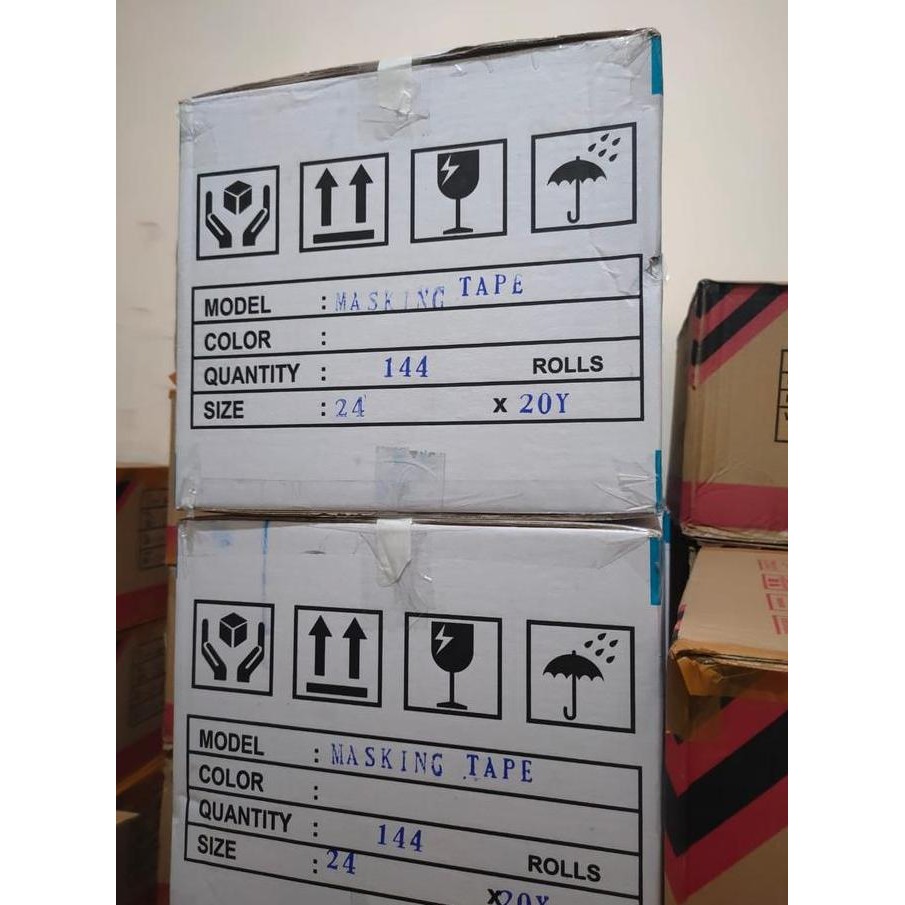 MODEL : MASKING TAPE
COLOR :
QUANTITY : 144 ROLLS
SIZE : 24 x 20Y
MODEL : MASKING TAPE
COLOR :
QUANTITY : 144 ROLLS
SIZE : 24 x 20Y